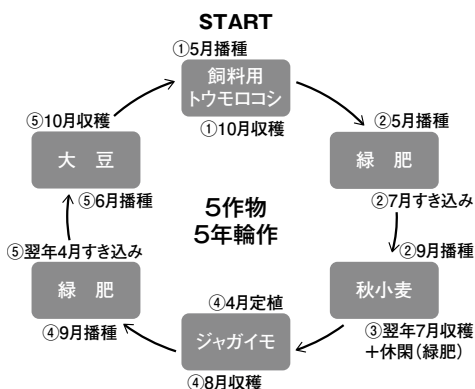 START
①5月播種
飼料用
トウモロコシ
①10月収穫
②5月播種
緑 肥
②7月すき込み
②9月播種
秋小麦
③翌年7月収穫
+休閑(緑肥)
④4月定植
ジャガイモ
④8月収穫
④9月播種
緑 肥
⑤翌年4月すき込み
⑤6月播種
大 豆
⑤10月収穫
5作物
5年輪作